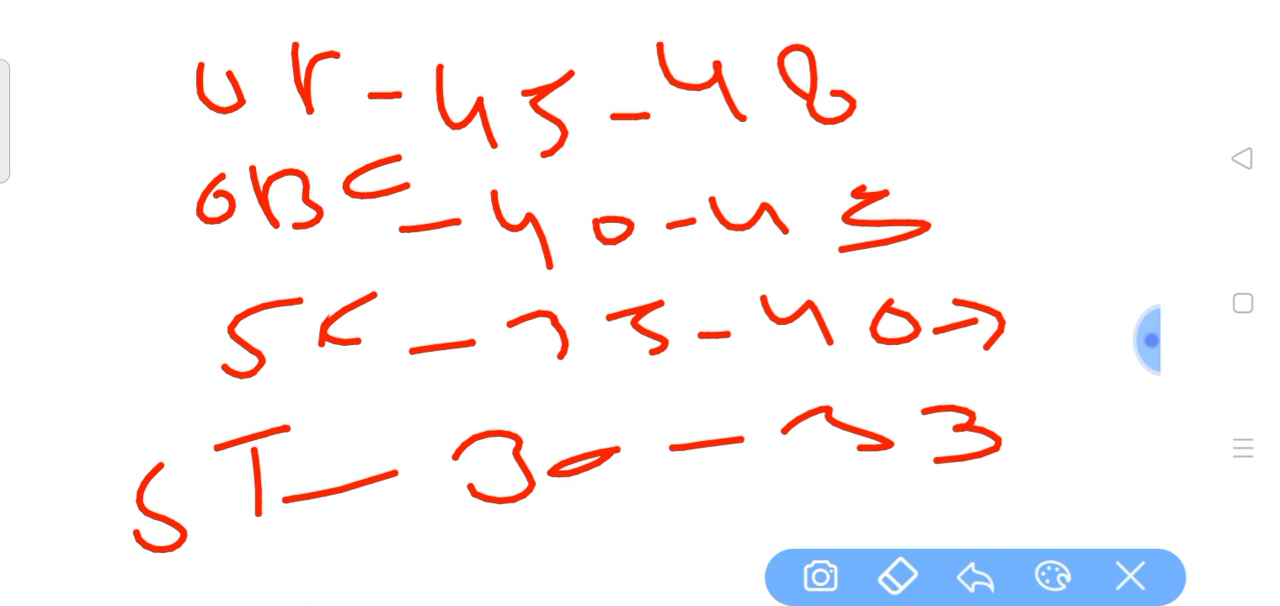 UR - 45 - 48
OBC - 40 - 45
SC - 35 - 40
ST - 30 - 33